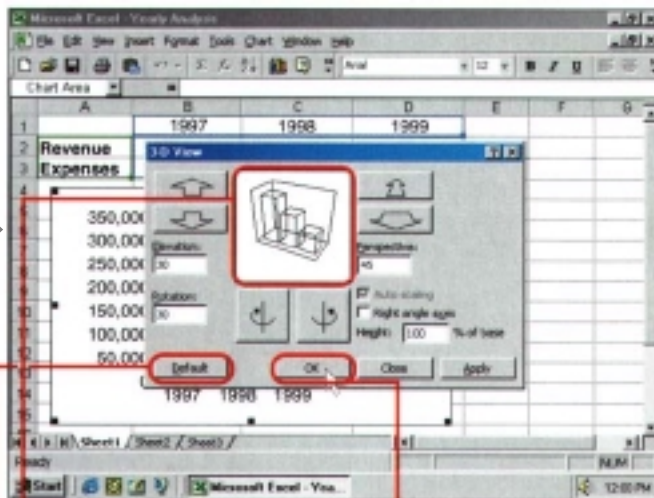 Microsoft Excel - Yearly Analysis
File Edit View Insert Format Tools Chart Window Help
Arial 12 B I U
Chart Area =
A B C D E F G
1 1997 1998 1999
2 Revenue
3 Expenses
3-D View
4
5
350,000
300,000
250,000
200,000
150,000
100,000
50,000
Elevation:
Perspective:
30
45
Rotation:
30
Auto scaling
Right angle axes
Height: 100 % of base
Default OK Close Apply
1997 1998 1999
Sheet1 Sheet2 Sheet3
Ready NUM
Start Microsoft Excel - Yea... 12:00 PM